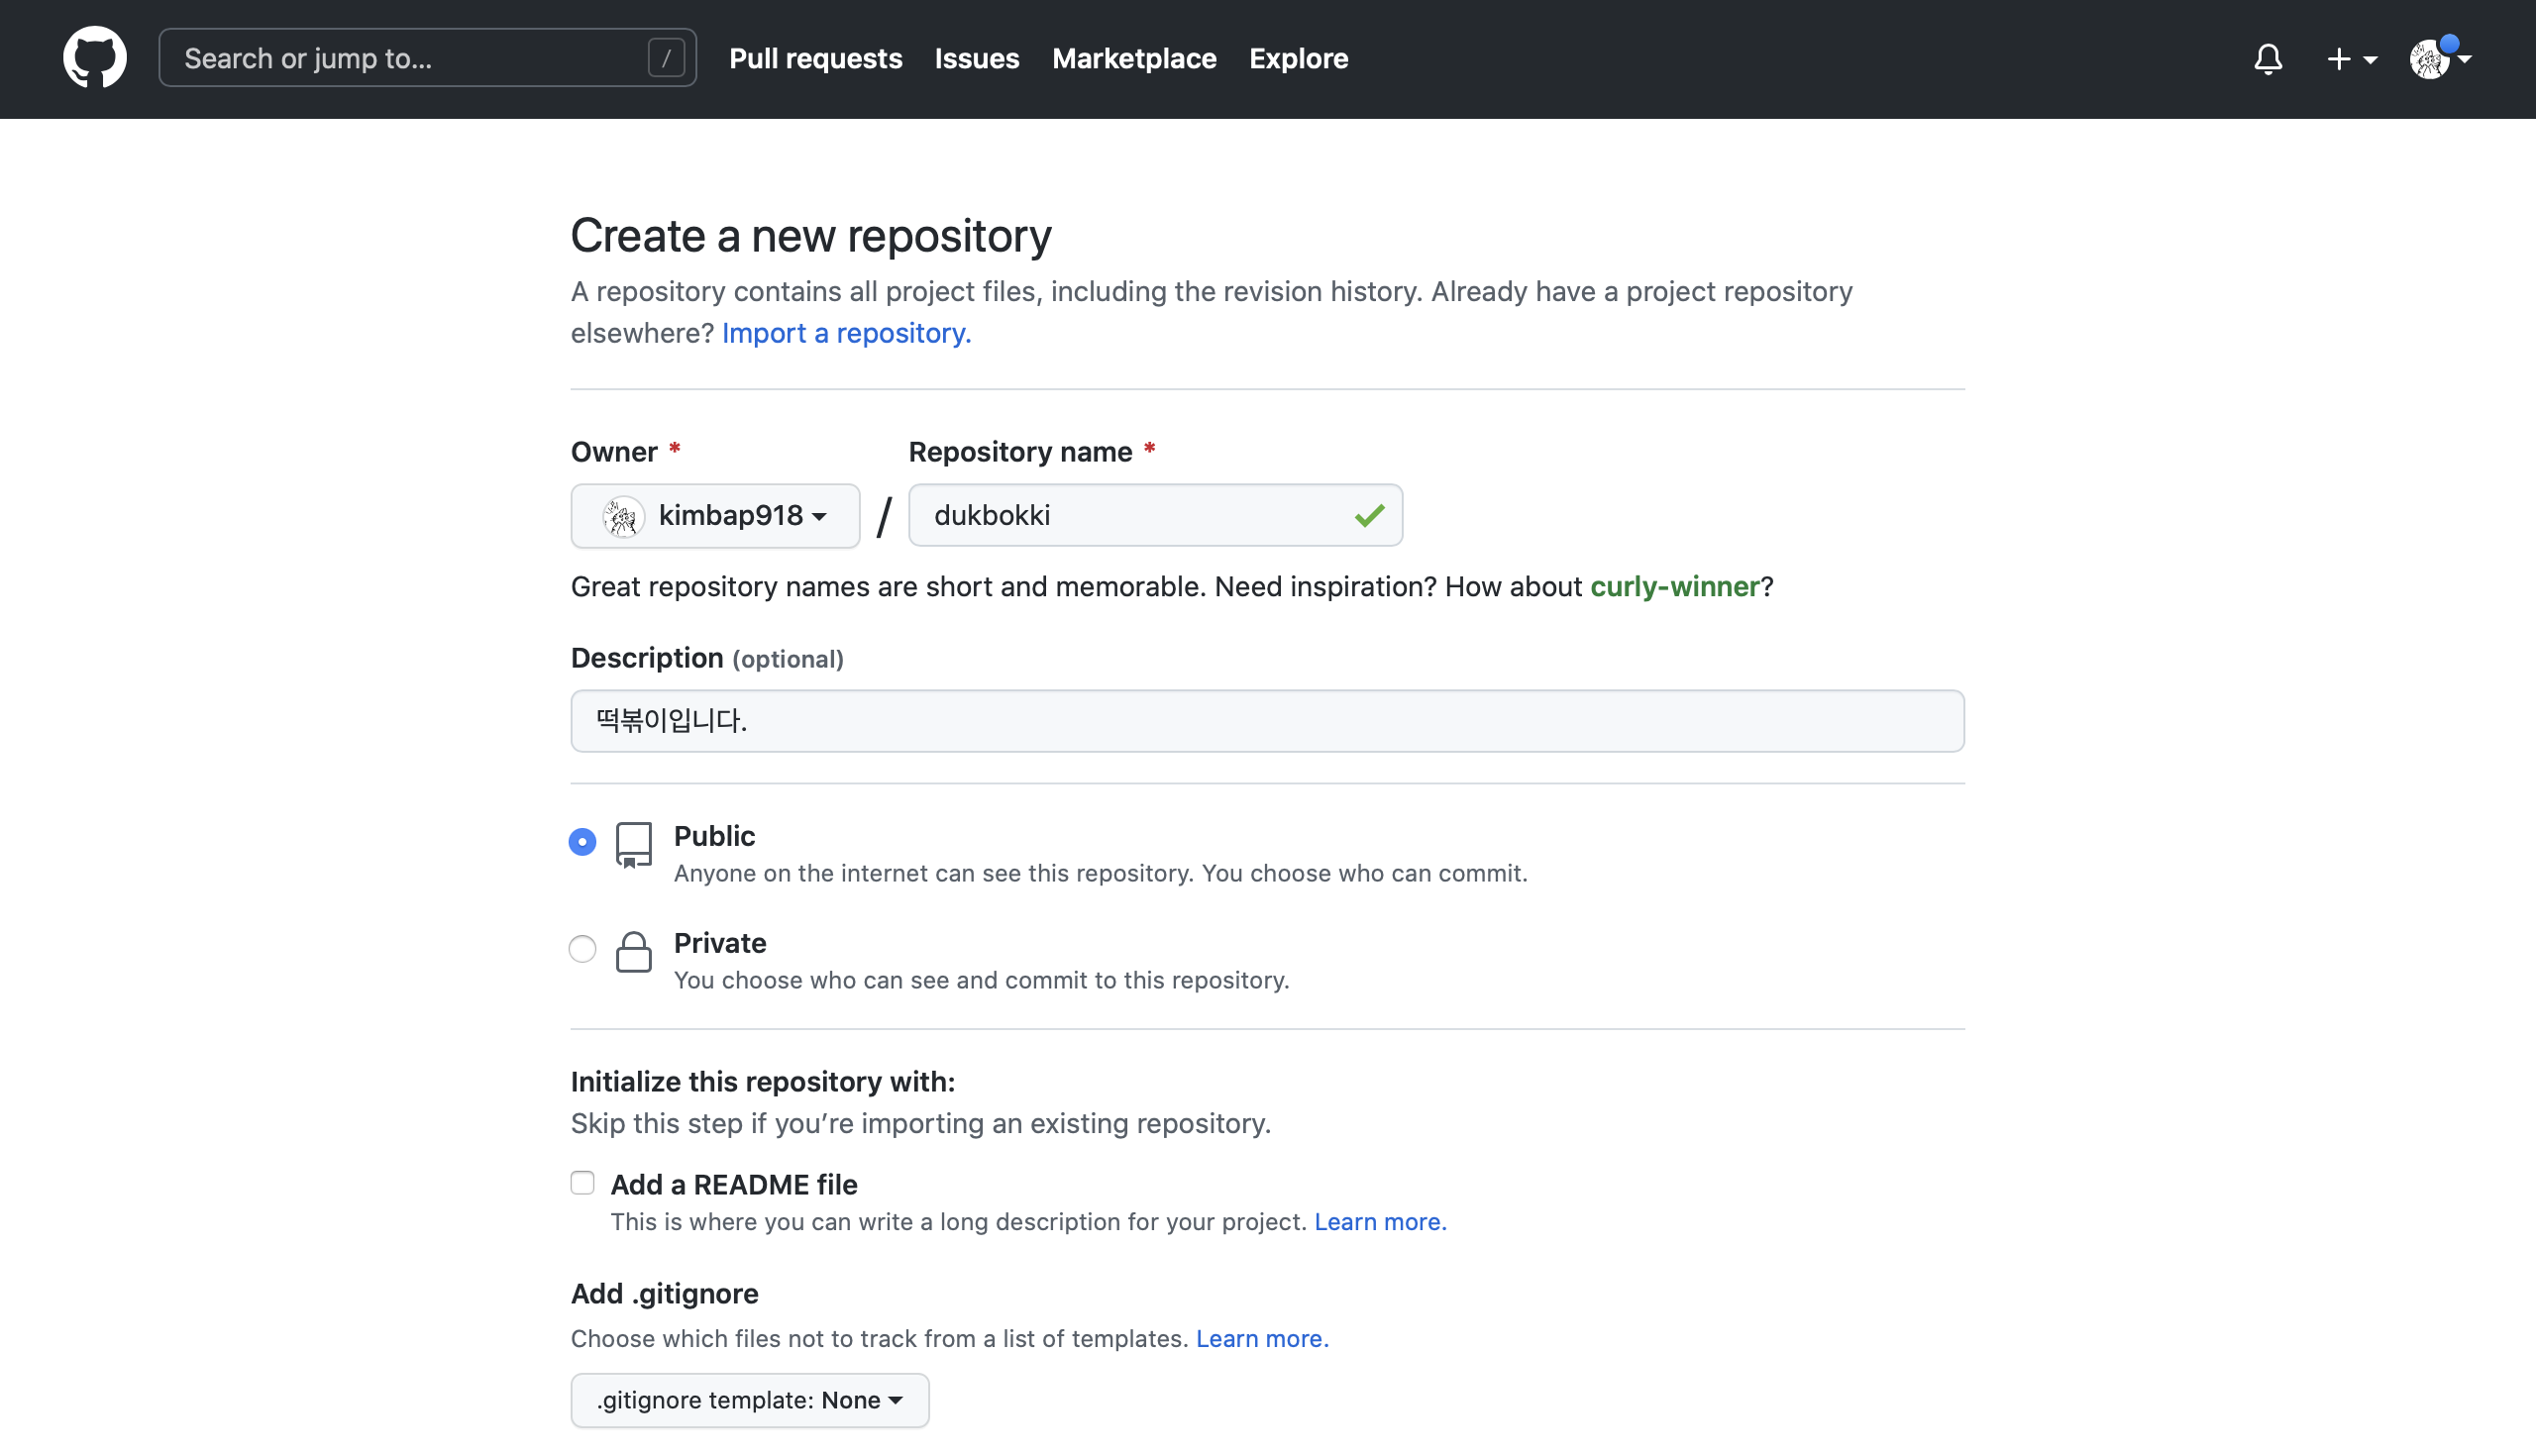 Search or jump to... /
Pull requests
Issues
Marketplace
Explore
Create a new repository
A repository contains all project files, including the revision history. Already have a project repository
elsewhere? Import a repository.
Owner * Repository name *
kimbap918 / dukbokki
Great repository names are short and memorable. Need inspiration? How about curly-winner?
Description (optional)
떡볶이입니다.
Public
Anyone on the internet can see this repository. You choose who can commit.
Private
You choose who can see and commit to this repository.
Initialize this repository with:
Skip this step if you’re importing an existing repository.
Add a README file
This is where you can write a long description for your project. Learn more.
Add .gitignore
Choose which files not to track from a list of templates. Learn more.
.gitignore template: None